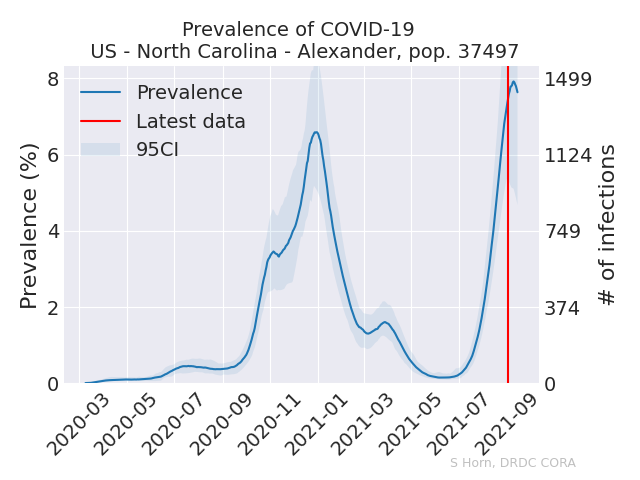 Prevalence of COVID-19
US - North Carolina - Alexander, pop. 37497
Prevalence
Latest data
95CI
Prevalence (%)
8
6
4
2
0
1499
1124
749
374
0
# of infections
2020-03
2020-05
2020-07
2020-09
2020-11
2021-01
2021-03
2021-05
2021-07
2021-09
S Horn, DRDC CORA